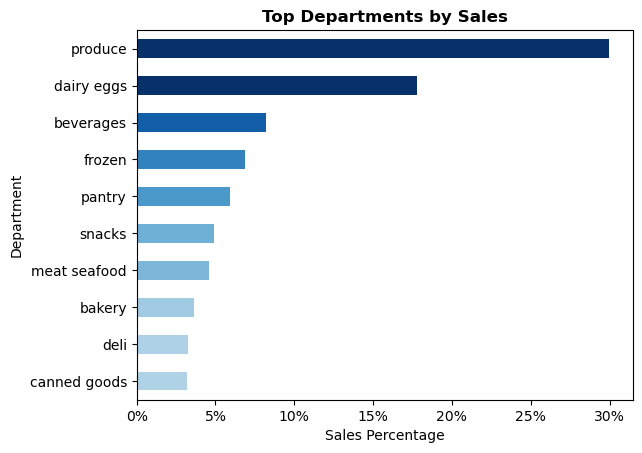 Top Departments by Sales
produce
dairy eggs
beverages
frozen
pantry
snacks
meat seafood
bakery
deli
canned goods
Department
0% 5% 10% 15% 20% 25% 30%
Sales Percentage